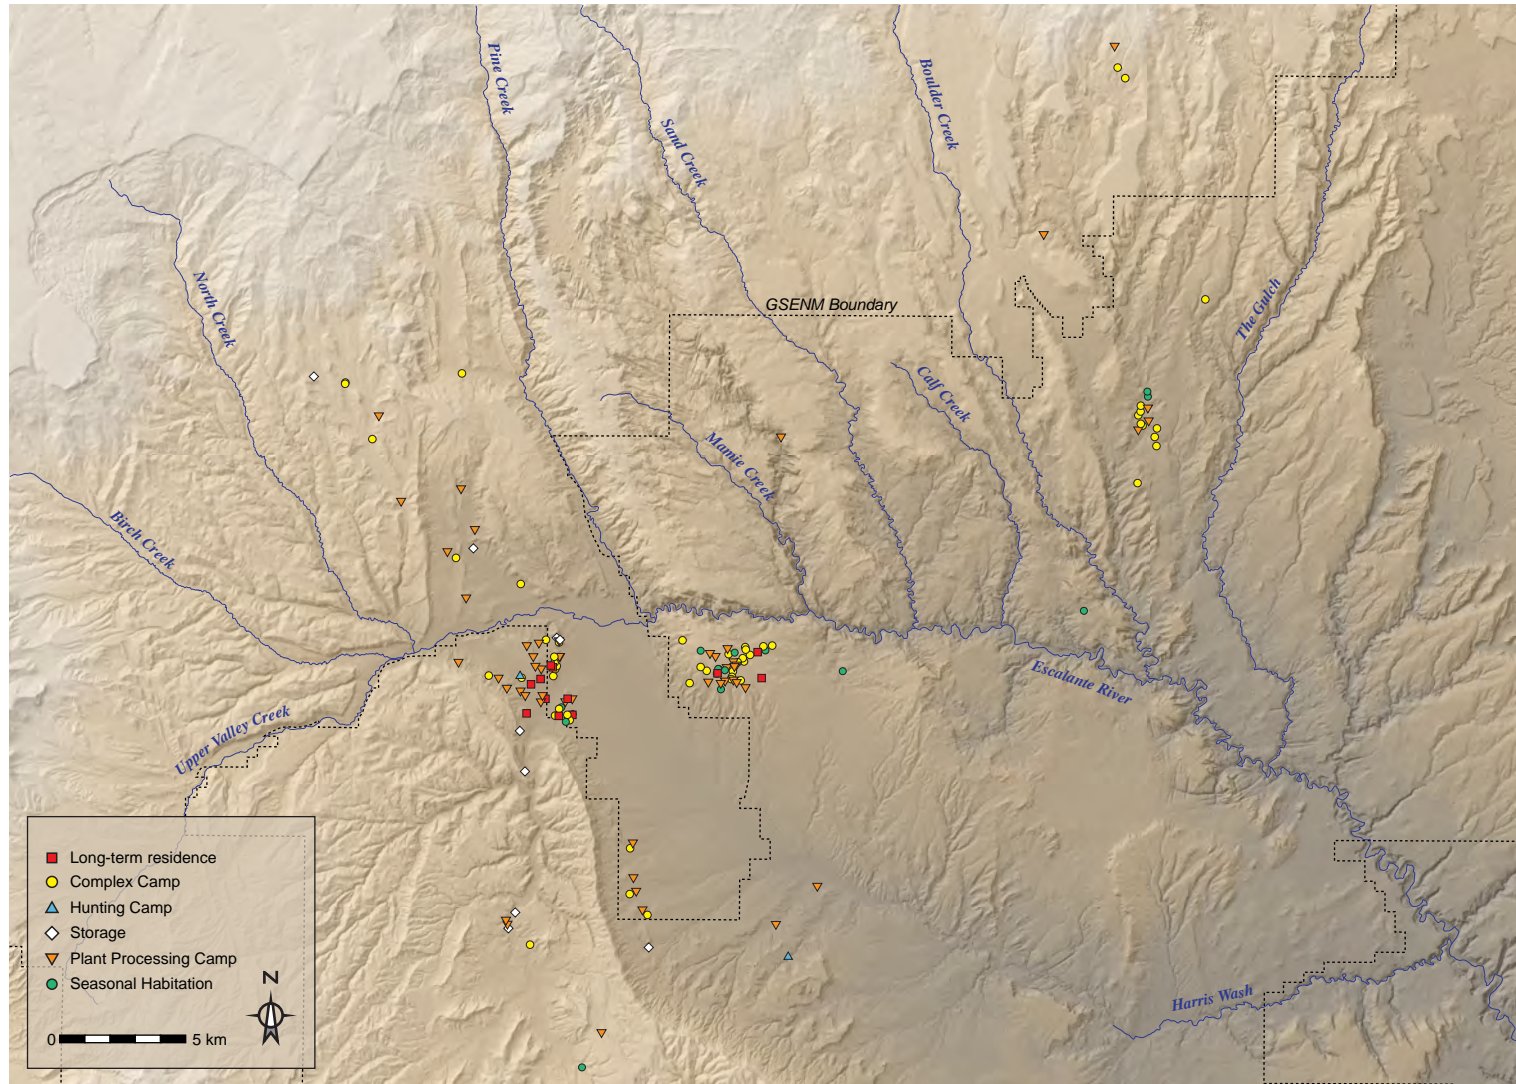 Pine Creek
Sand Creek
Boulder Creek
North Creek
GSENM Boundary
The Gulch
Calf Creek
Mamie Creek
Birch Creek
Escalante River
Upper Valley Creek
Long-term residence
Complex Camp
Hunting Camp
Storage
Plant Processing Camp
Seasonal Habitation
N
0 5 km
Harris Wash